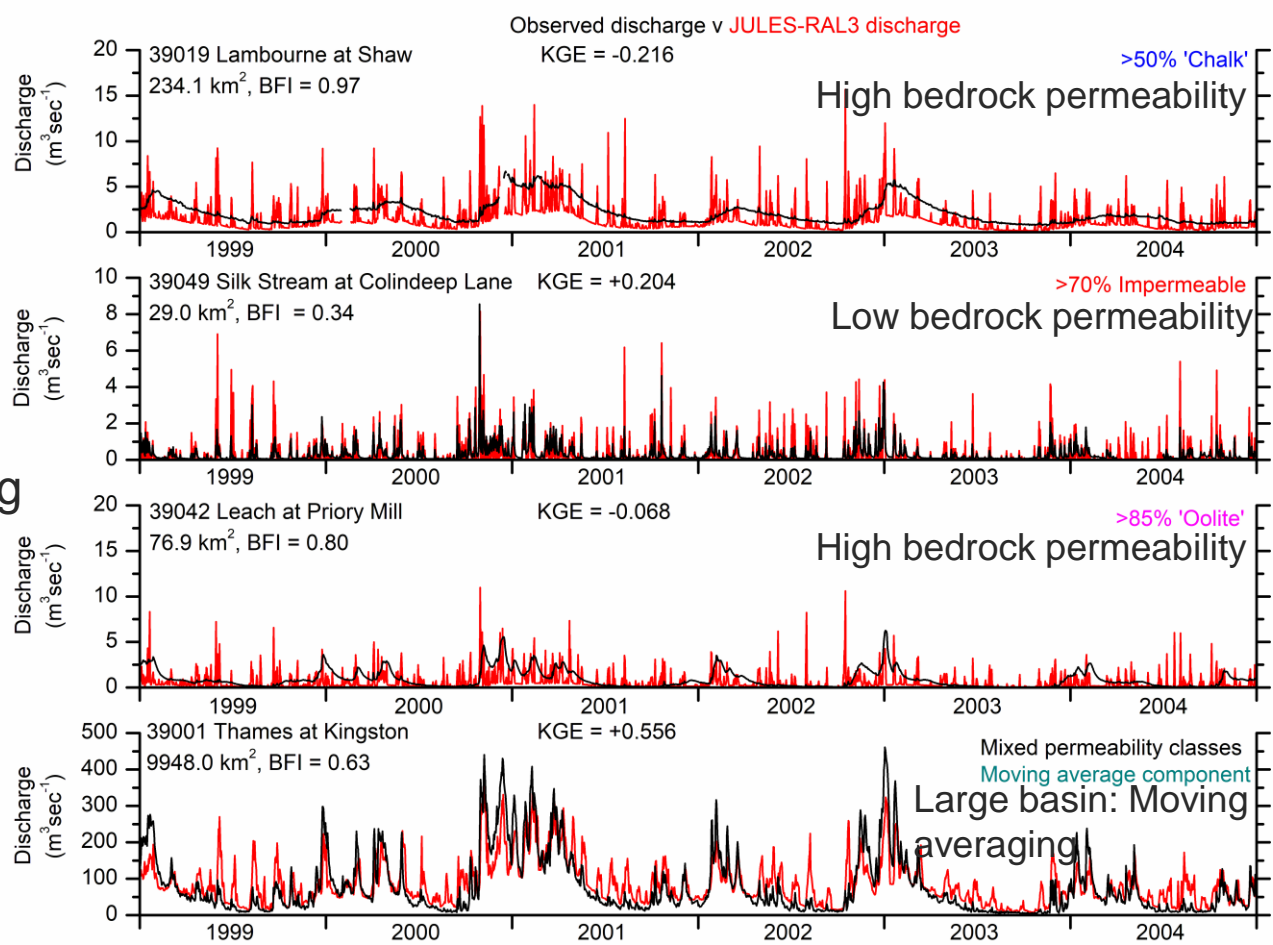 Observed discharge v JULES-RAL3 discharge
39019 Lambourne at Shaw
KGE = -0.216
>50% 'Chalk'
234.1 km², BFI = 0.97
High bedrock permeability
Discharge
(m³sec⁻¹)
20
15
10
5
0
1999 2000 2001 2002 2003 2004
39049 Silk Stream at Colindeep Lane
KGE = +0.204
>70% Impermeable
29.0 km², BFI = 0.34
Low bedrock permeability
Discharge
(m³sec⁻¹)
10
8
6
4
2
0
1999 2000 2001 2002 2003 2004
g
39042 Leach at Priory Mill
KGE = -0.068
>85% 'Oolite'
76.9 km², BFI = 0.80
High bedrock permeability
Discharge
(m³sec⁻¹)
20
15
10
5
0
1999 2000 2001 2002 2003 2004
39001 Thames at Kingston
KGE = +0.556
Mixed permeability classes
9948.0 km², BFI = 0.63
Moving average component
Large basin: Moving
averaging
Discharge
(m³sec⁻¹)
500
400
300
200
100
0
1999 2000 2001 2002 2003 2004